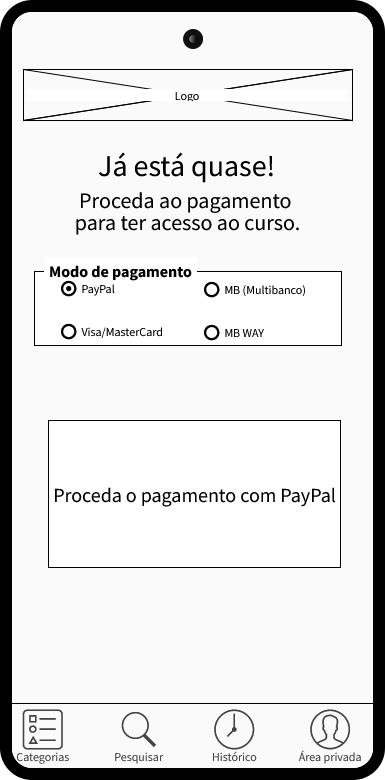 Logo
Já está quase!
Proceda ao pagamento
para ter acesso ao curso.
Modo de pagamento
PayPal
MB (Multibanco)
Visa/MasterCard
MB WAY
Proceda o pagamento com PayPal
Categorias
Pesquisar
Histórico
Área privada